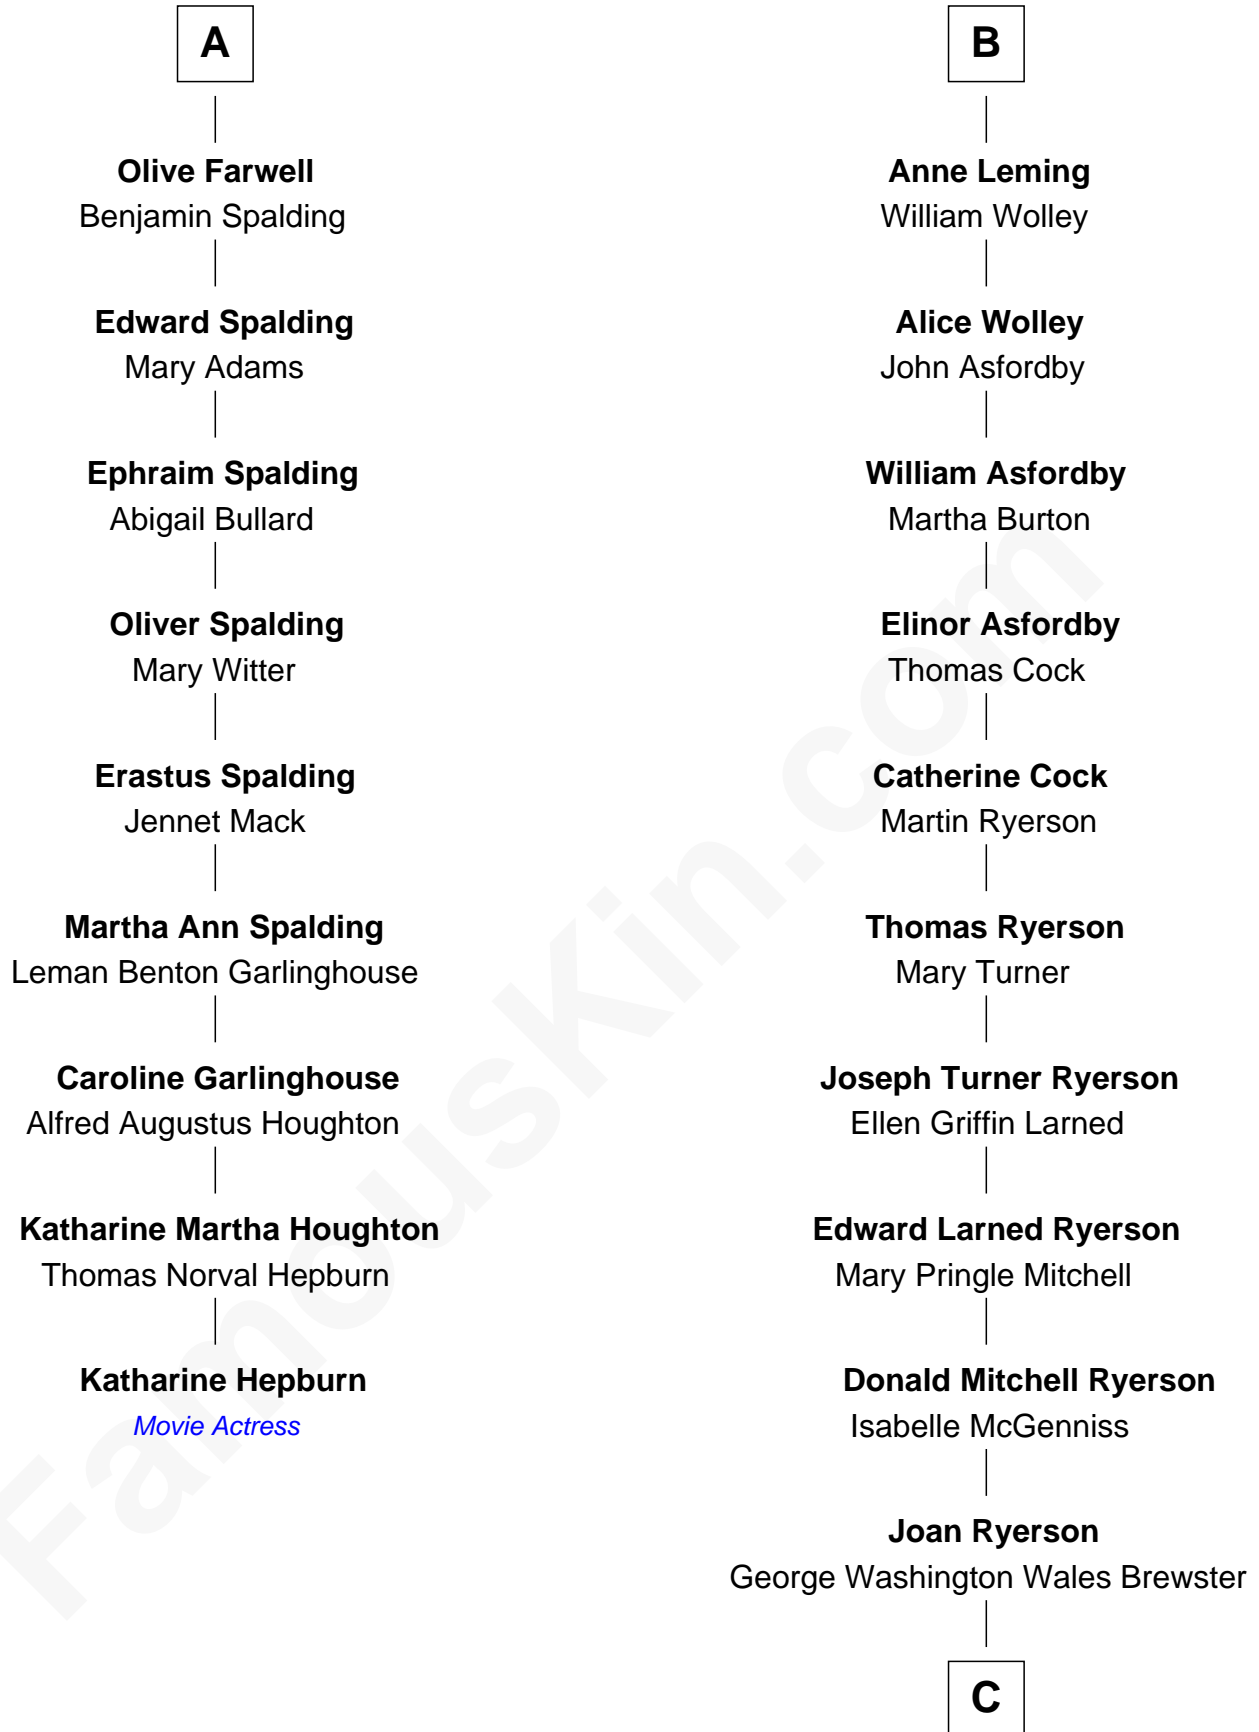 A
Olive Farwell
Benjamin Spalding
Edward Spalding
Mary Adams
Ephraim Spalding
Abigail Bullard
Oliver Spalding
Mary Witter
Erastus Spalding
Jennet Mack
Martha Ann Spalding
Leman Benton Garlinghouse
Caroline Garlinghouse
Alfred Augustus Houghton
Katharine Martha Houghton
Thomas Norval Hepburn
Katharine Hepburn
Movie Actress
B
Anne Leming
William Wolley
Alice Wolley
John Asfordby
William Asfordby
Martha Burton
Elinor Asfordby
Thomas Cock
Catherine Cock
Martin Ryerson
Thomas Ryerson
Mary Turner
Joseph Turner Ryerson
Ellen Griffin Larned
Edward Larned Ryerson
Mary Pringle Mitchell
Donald Mitchell Ryerson
Isabelle McGenniss
Joan Ryerson
George Washington Wales Brewster
C
FamousKin.com